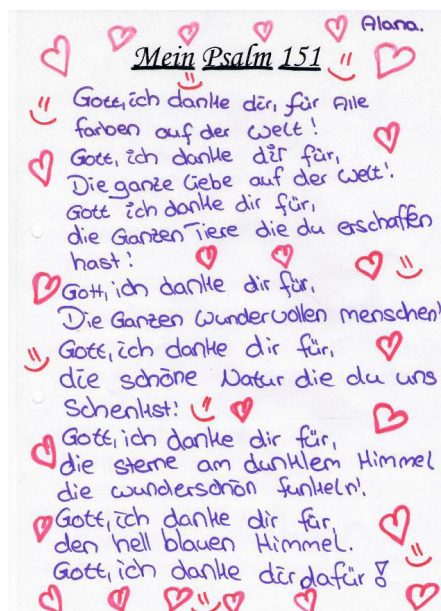 Alana.
Mein Psalm 151
Gott, ich danke dir, für Alle
farben auf der Welt!
Gott, ich danke dir für,
Die ganze Liebe auf der Welt!
Gott ich danke dir für,
die Ganzen Tiere die du erschaffen
hast!
Gott, ich danke dir für,
Die Ganzen wundervollen menschen!
Gott, ich danke dir für,
die schöne Natur die du uns
Schenkst!
Gott, ich danke dir für,
die sterne am dunklem Himmel
die wunderschön funkeln!
Gott, ich danke dir für,
den hell blauen Himmel.
Gott, ich danke dir dafür!